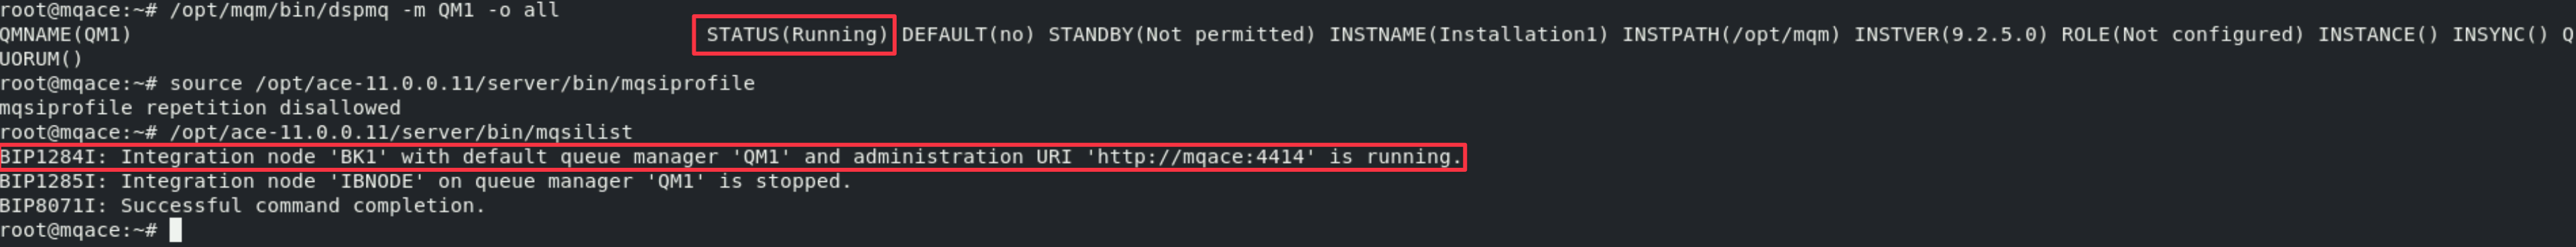 root@mqace:~# /opt/mqm/bin/dspmq -m QM1 -o all
QMNAME(QM1) STATUS(Running) DEFAULT(no) STANDBY(Not permitted) INSTNAME(Installation1) INSTPATH(/opt/mqm) INSTVER(9.2.5.0) ROLE(Not configured) INSTANCE() INSYNC() Q
UORUM()
root@mqace:~# source /opt/ace-11.0.0.11/server/bin/mqsiprofile
mqsiprofile repetition disallowed
root@mqace:~# /opt/ace-11.0.0.11/server/bin/mqsilist
BIP1284I: Integration node 'BK1' with default queue manager 'QM1' and administration URI 'http://mqace:4414' is running.
BIP1285I: Integration node 'IBNODE' on queue manager 'QM1' is stopped.
BIP8071I: Successful command completion.
root@mqace:~#